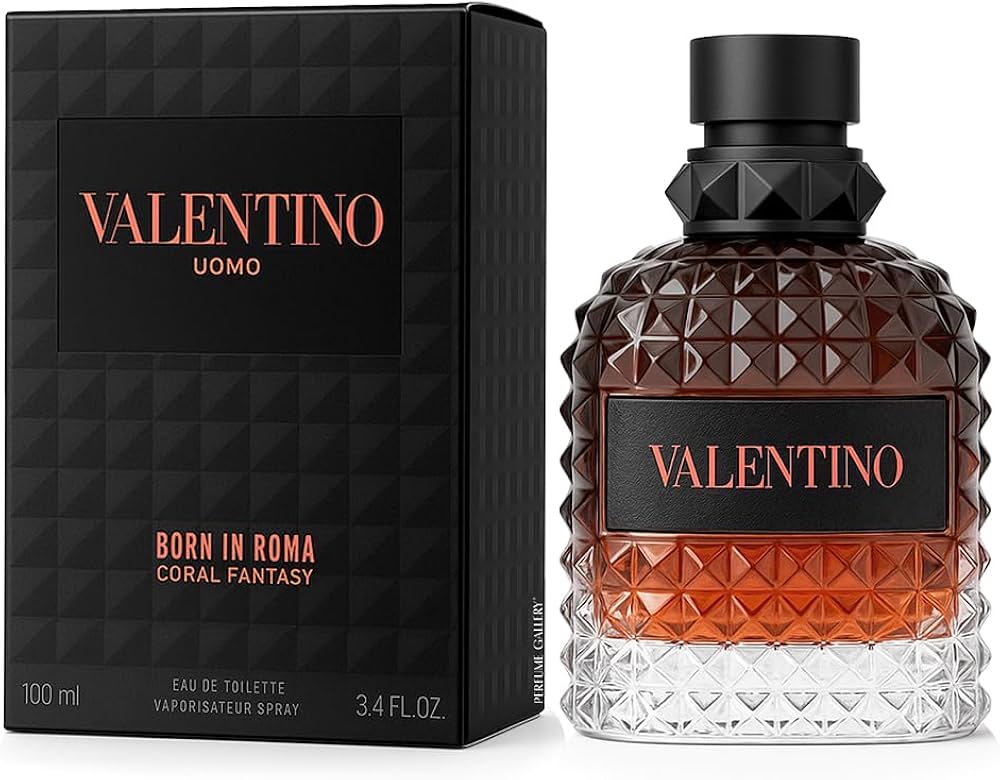 VALENTINO
UOMO
BORN IN ROMA
CORAL FANTASY
100 ml
EAU DE TOILETTE
VAPORISATEUR SPRAY
3.4 FL.OZ.
PERFUME GALLERY®
VALENTINO